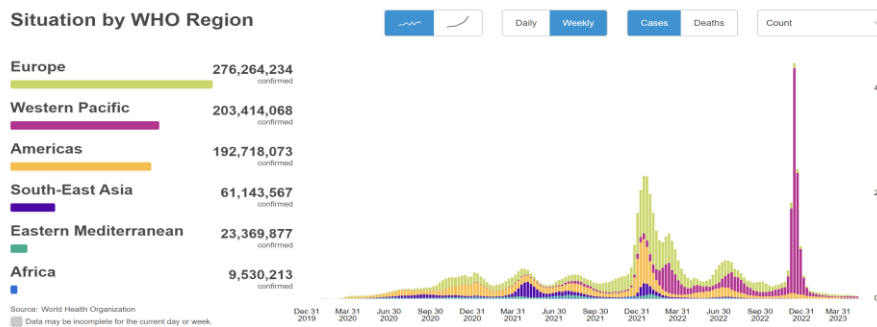 Situation by WHO Region
Daily Weekly Cases Deaths Count
Europe 276,264,234
confirmed
Western Pacific 203,414,068
confirmed
Americas 192,718,073
confirmed
South-East Asia 61,143,567
confirmed
Eastern Mediterranean 23,369,877
confirmed
Africa 9,530,213
confirmed
4
2
0
Dec 31 Mar 31 Jun 30 Sep 30 Dec 31 Mar 31 Jun 30 Sep 30 Dec 31 Mar 31 Jun 30 Sep 30 Dec 31 Mar 31
2019 2020 2020 2020 2020 2021 2021 2021 2021 2022 2022 2022 2022 2023
Source: World Health Organization
Data may be incomplete for the current day or week.